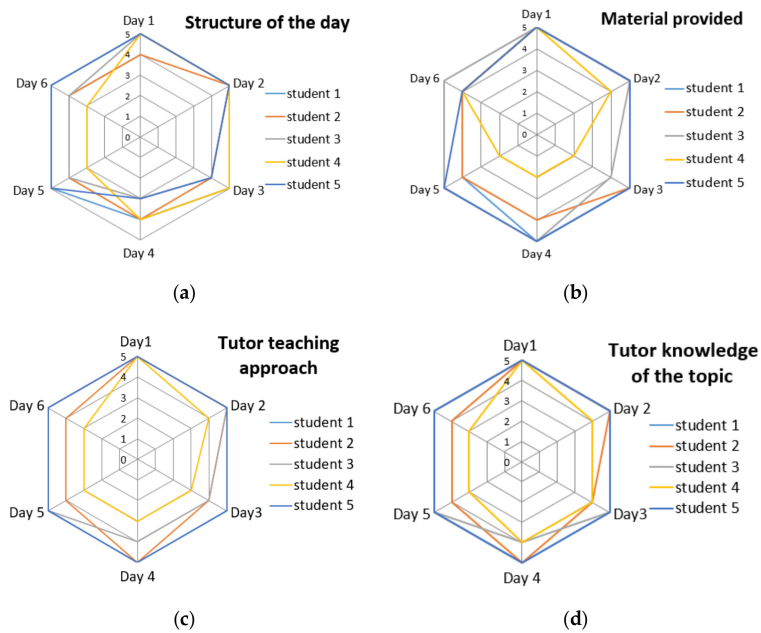 Structure of the day
Day 1
Day 2
Day 3
Day 4
Day 5
Day 6
5
4
3
2
1
0
student 1
student 2
student 3
student 4
student 5
(a)
Material provided
Day1
Day2
Day 3
Day 4
Day 5
Day 6
5
4
3
2
1
0
student 1
student 2
student 3
student 4
student 5
(b)
Tutor teaching
approach
Day1
Day 2
Day3
Day 4
Day 5
Day 6
5
4
3
2
1
0
student 1
student 2
student 3
student 4
student 5
(c)
Tutor knowledge
of the topic
Day1
Day 2
Day3
Day 4
Day 5
Day 6
5
4
3
2
1
0
student 1
student 2
student 3
student 4
student 5
(d)